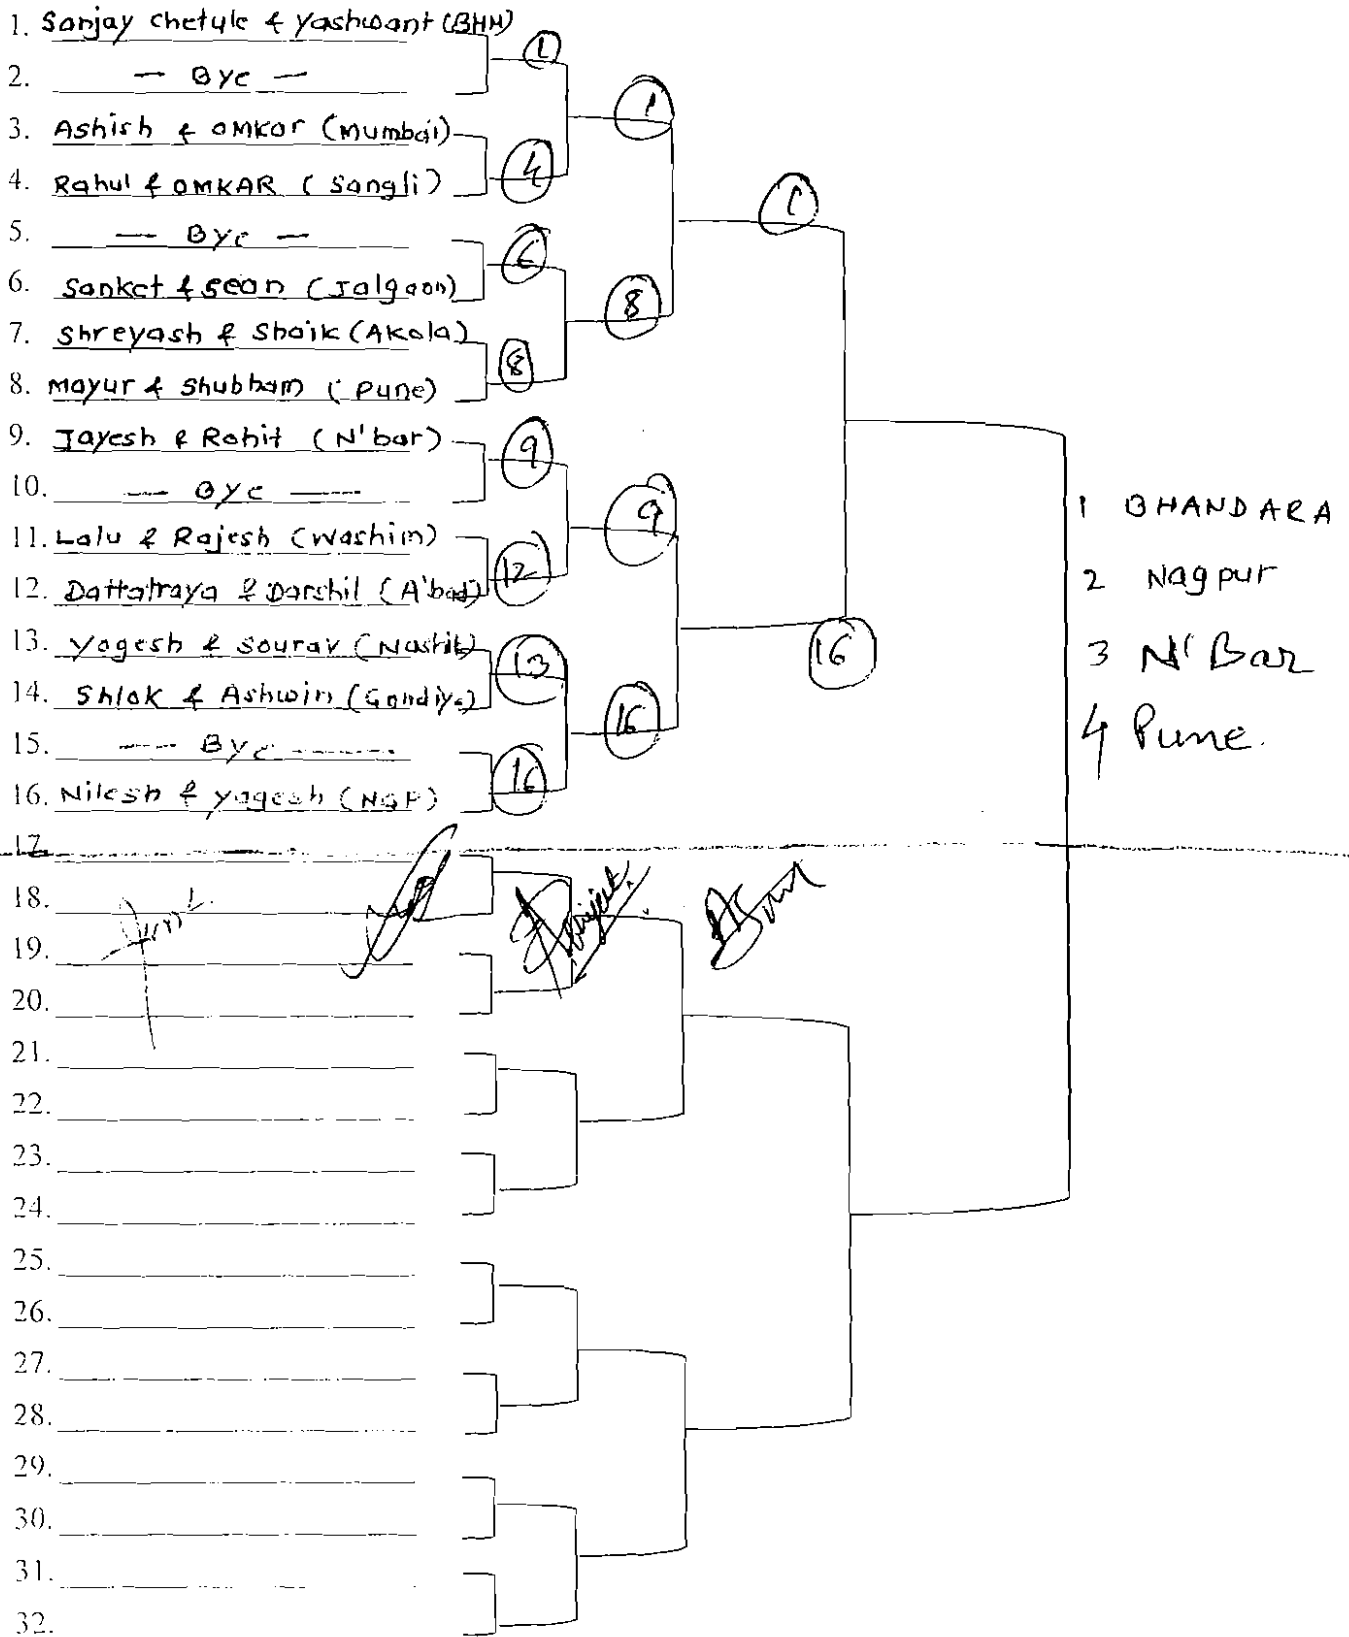 1. Sanjay Chetule & Yashwant (BHN)
2. — Bye —
3. Ashish & OMKAR (Mumbai)
4. Rahul & OMKAR (Sangli)
5. — Bye —
6. Sanket & Sean (Jalgaon)
7. Shreyash & Shaik (Akola)
8. Mayur & Shubham (Pune)
9. Jayesh & Rohit (N'bar)
10. — Bye —
11. Lalu & Rajesh (Washim)
12. Dattatraya & Darshil (A'bad)
13. Yogesh & Sourav (Nashik)
14. Shlok & Ashwin (Gondiya)
15. — Bye —
16. Nilesh & Yogesh (NGP)
17.
18.
19.
20.
21.
22.
23.
24.
25.
26.
27.
28.
29.
30.
31.
32.
1
4
6
8
9
12
13
16
1
8
9
16
1
16
1 BHANDARA
2 Nagpur
3 N'Bar
4 Pune.